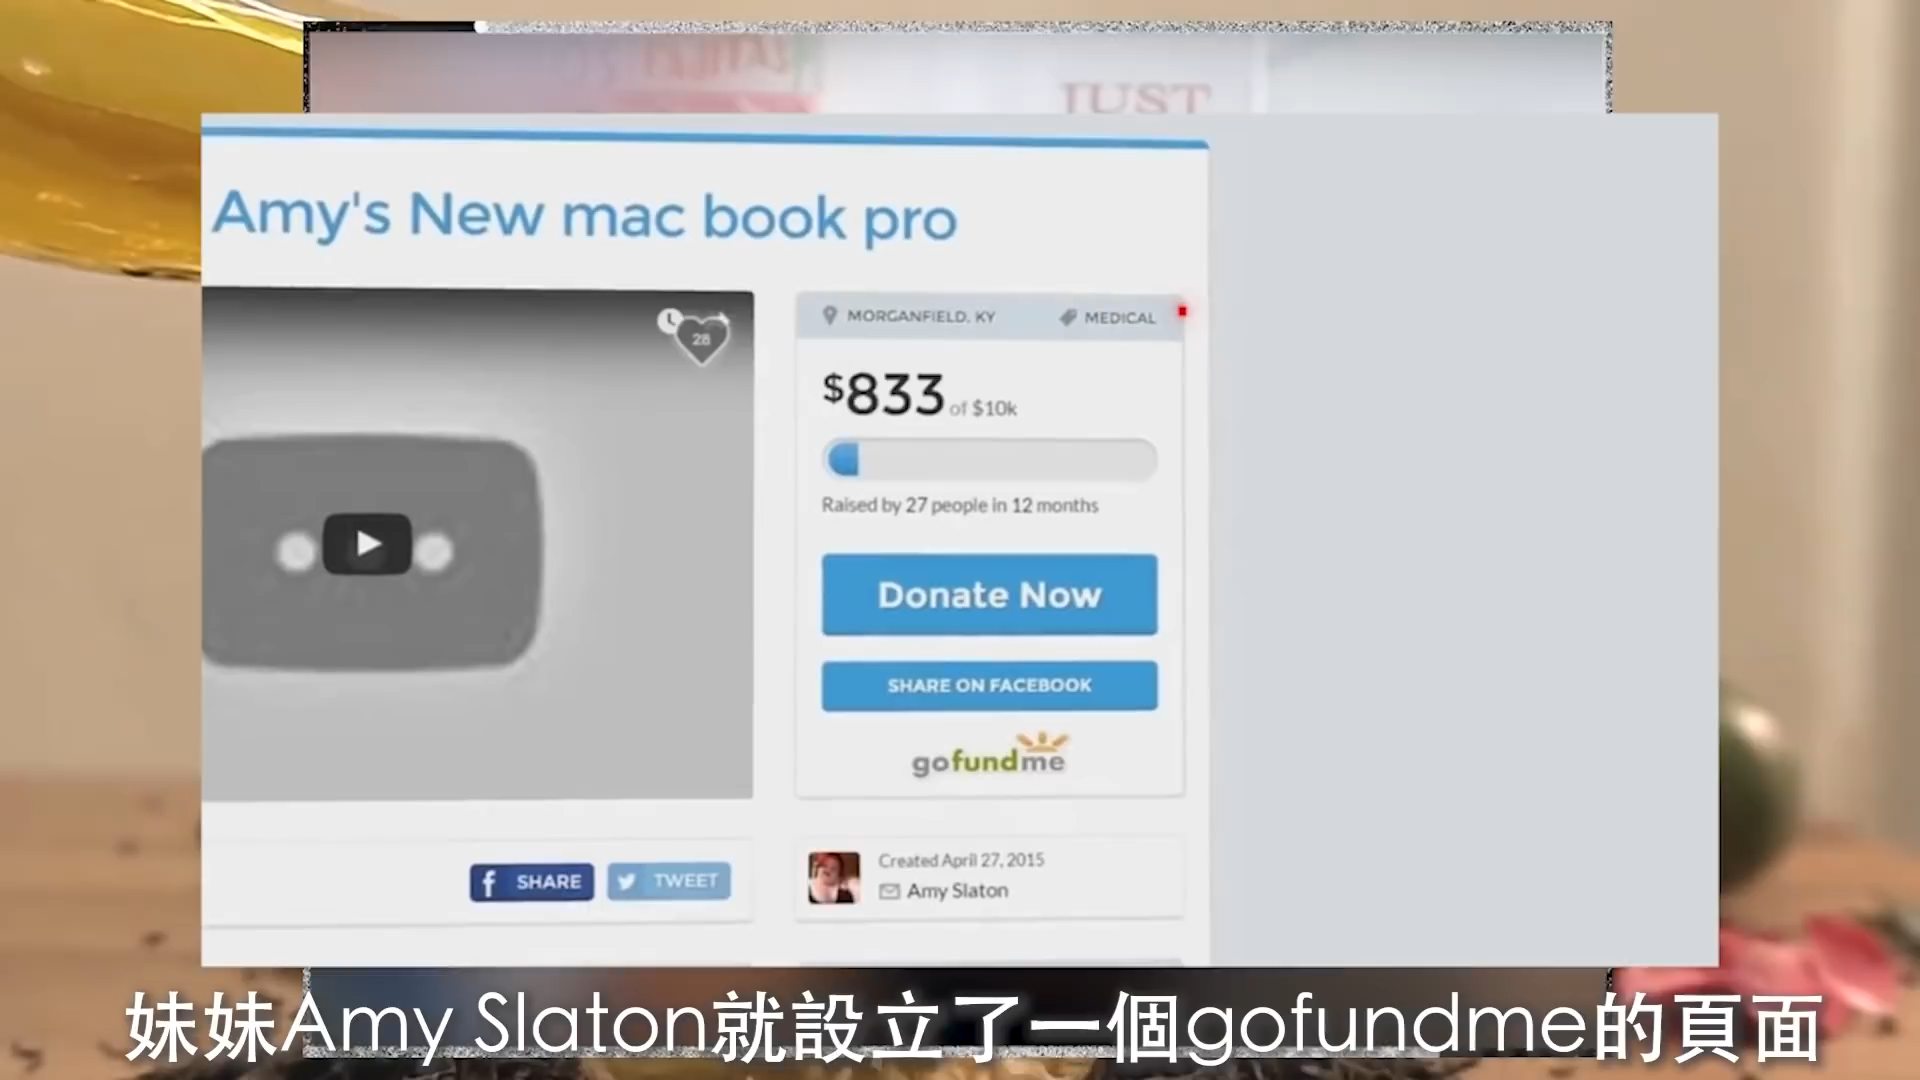 JUST
Amy's New mac book pro
28
MORGANFIELD, KY
MEDICAL
$833 of $10k
Raised by 27 people in 12 months
Donate Now
SHARE ON FACEBOOK
gofundme
SHARE
TWEET
Created April 27, 2015
Amy Slaton
妹妹Amy Slaton就設立了一個gofundme的頁面